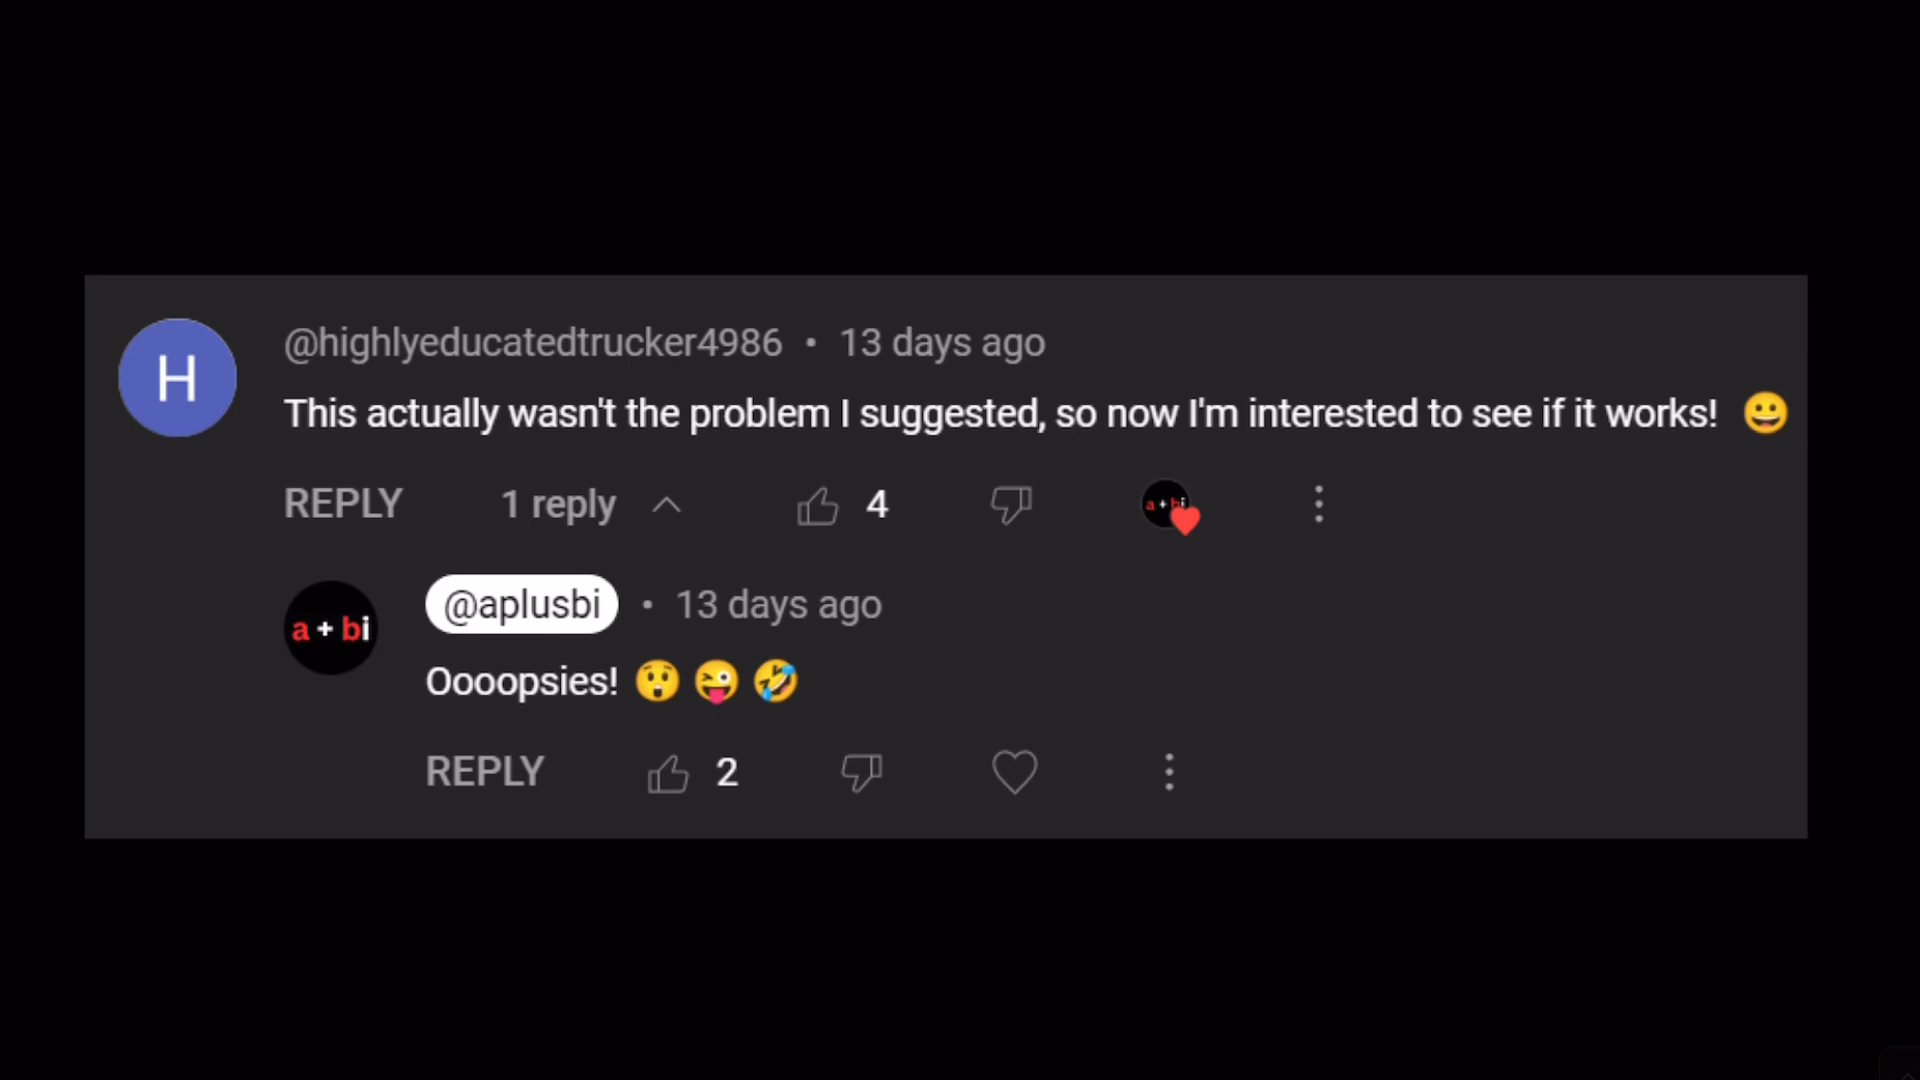 H
@highlyeducatedtrucker4986 • 13 days ago
This actually wasn't the problem I suggested, so now I'm interested to see if it works! 😀
REPLY 1 reply 4 a + bi
a + bi
@aplusbi • 13 days ago
Oooopsies! 😲 😜 🤣
REPLY 2